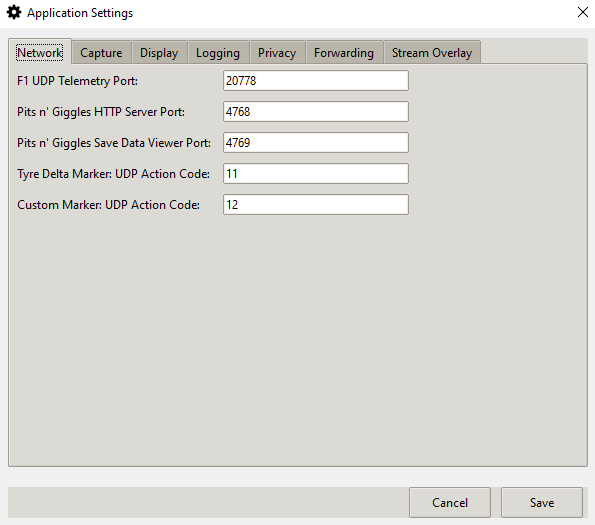 Application Settings
Network Capture Display Logging Privacy Forwarding Stream Overlay
F1 UDP Telemetry Port: 20778
Pits n' Giggles HTTP Server Port: 4768
Pits n' Giggles Save Data Viewer Port: 4769
Tyre Delta Marker: UDP Action Code: 11
Custom Marker: UDP Action Code: 12
Cancel Save